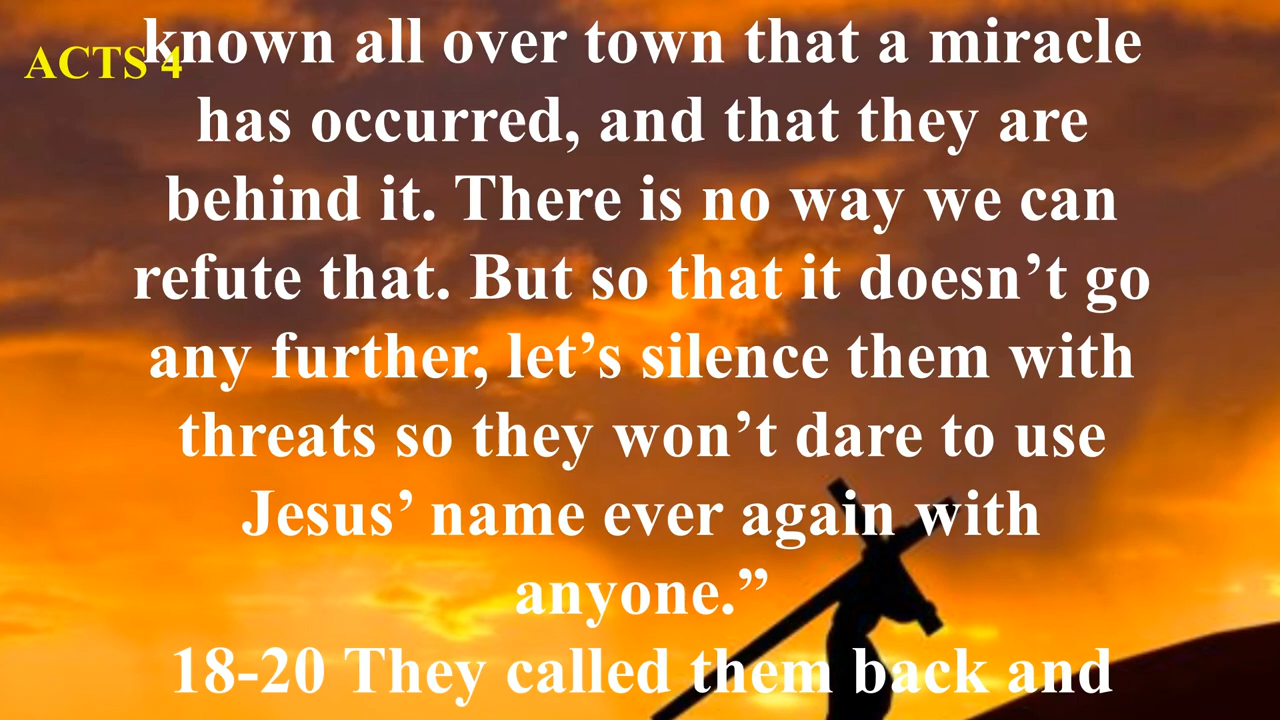 ACTS 4
known all over town that a miracle
has occurred, and that they are
behind it. There is no way we can
refute that. But so that it doesn’t go
any further, let’s silence them with
threats so they won’t dare to use
Jesus’ name ever again with
anyone.”
18-20 They called them back and